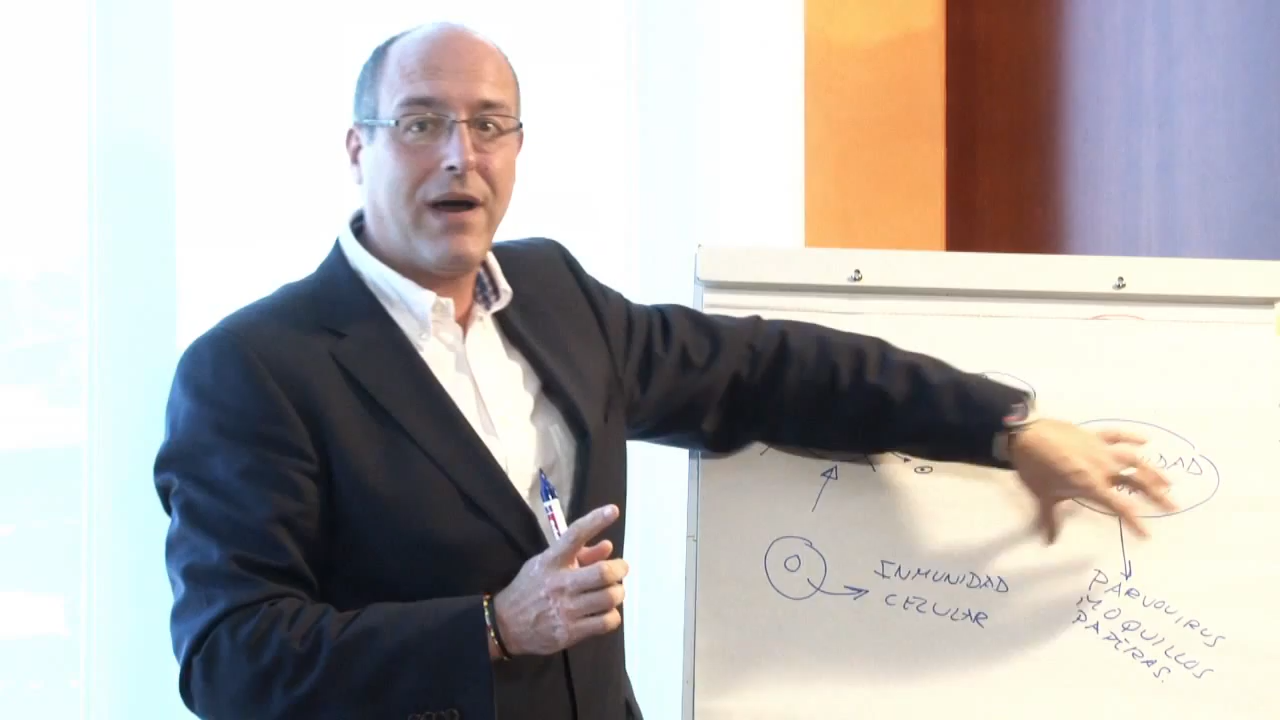 INMUNIDAD
CELULAR
PARVOVIRUS
MOQUILLOS
PAPERAS.